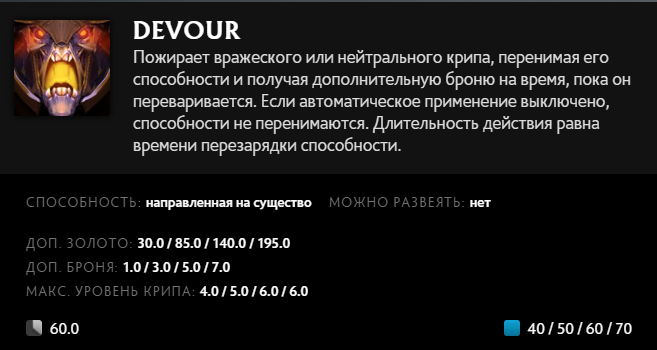 DEVOUR
Пожирает вражеского или нейтрального крипа, перенимая его
способности и получая дополнительную броню на время, пока он
переваривается. Если автоматическое применение выключено,
способности не перенимаются. Длительность действия равна
времени перезарядки способности.
СПОСОБНОСТЬ: направленная на существо МОЖНО РАЗВЕЯТЬ: нет
ДОП. ЗОЛОТО: 30.0 / 85.0 / 140.0 / 195.0
ДОП. БРОНЯ: 1.0 / 3.0 / 5.0 / 7.0
МАКС. УРОВЕНЬ КРИПА: 4.0 / 5.0 / 6.0 / 6.0
60.0 40 / 50 / 60 / 70